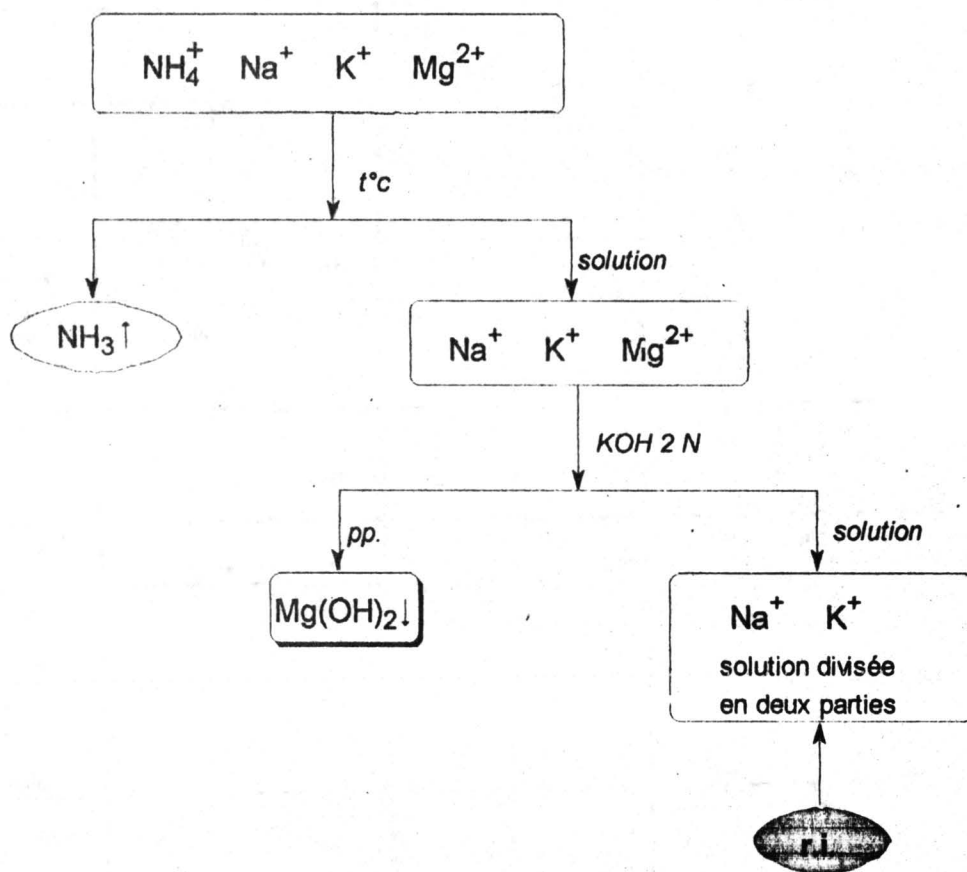 NH₄⁺ Na⁺ K⁺ Mg²⁺
t°c
solution
NH₃↑
Na⁺ K⁺ Mg²⁺
KOH 2 N
pp.
solution
Mg(OH)₂↓
Na⁺ K⁺
solution divisée
en deux parties
r.i.